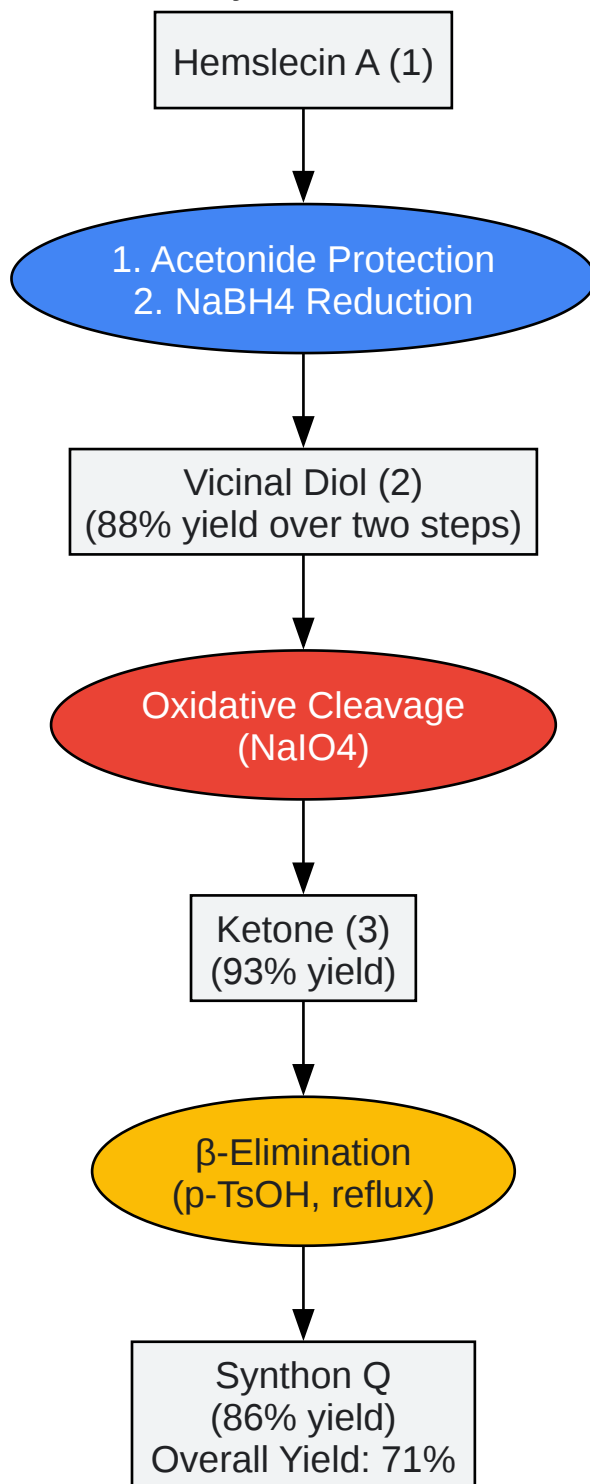 Hemslecin A (1)
1. Acetonide Protection
2. NaBH4 Reduction
Vicinal Diol (2)
(88% yield over two steps)
Oxidative Cleavage
(NaIO4)
Ketone (3)
(93% yield)
β-Elimination
(p-TsOH, reflux)
Synthon Q
(86% yield)
Overall Yield: 71%